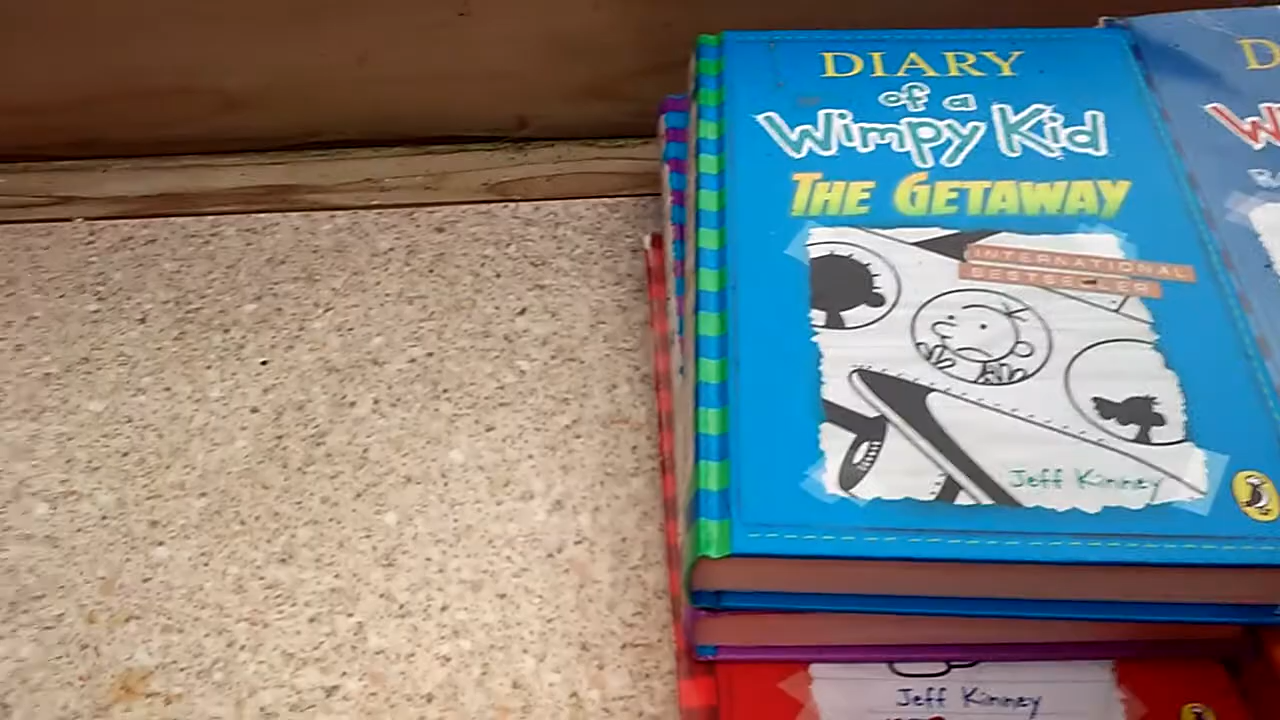 DIARY
of a
Wimpy Kid
THE GETAWAY
INTERNATIONAL
BESTSELLER
Jeff Kinney
D
Jeff Kinney